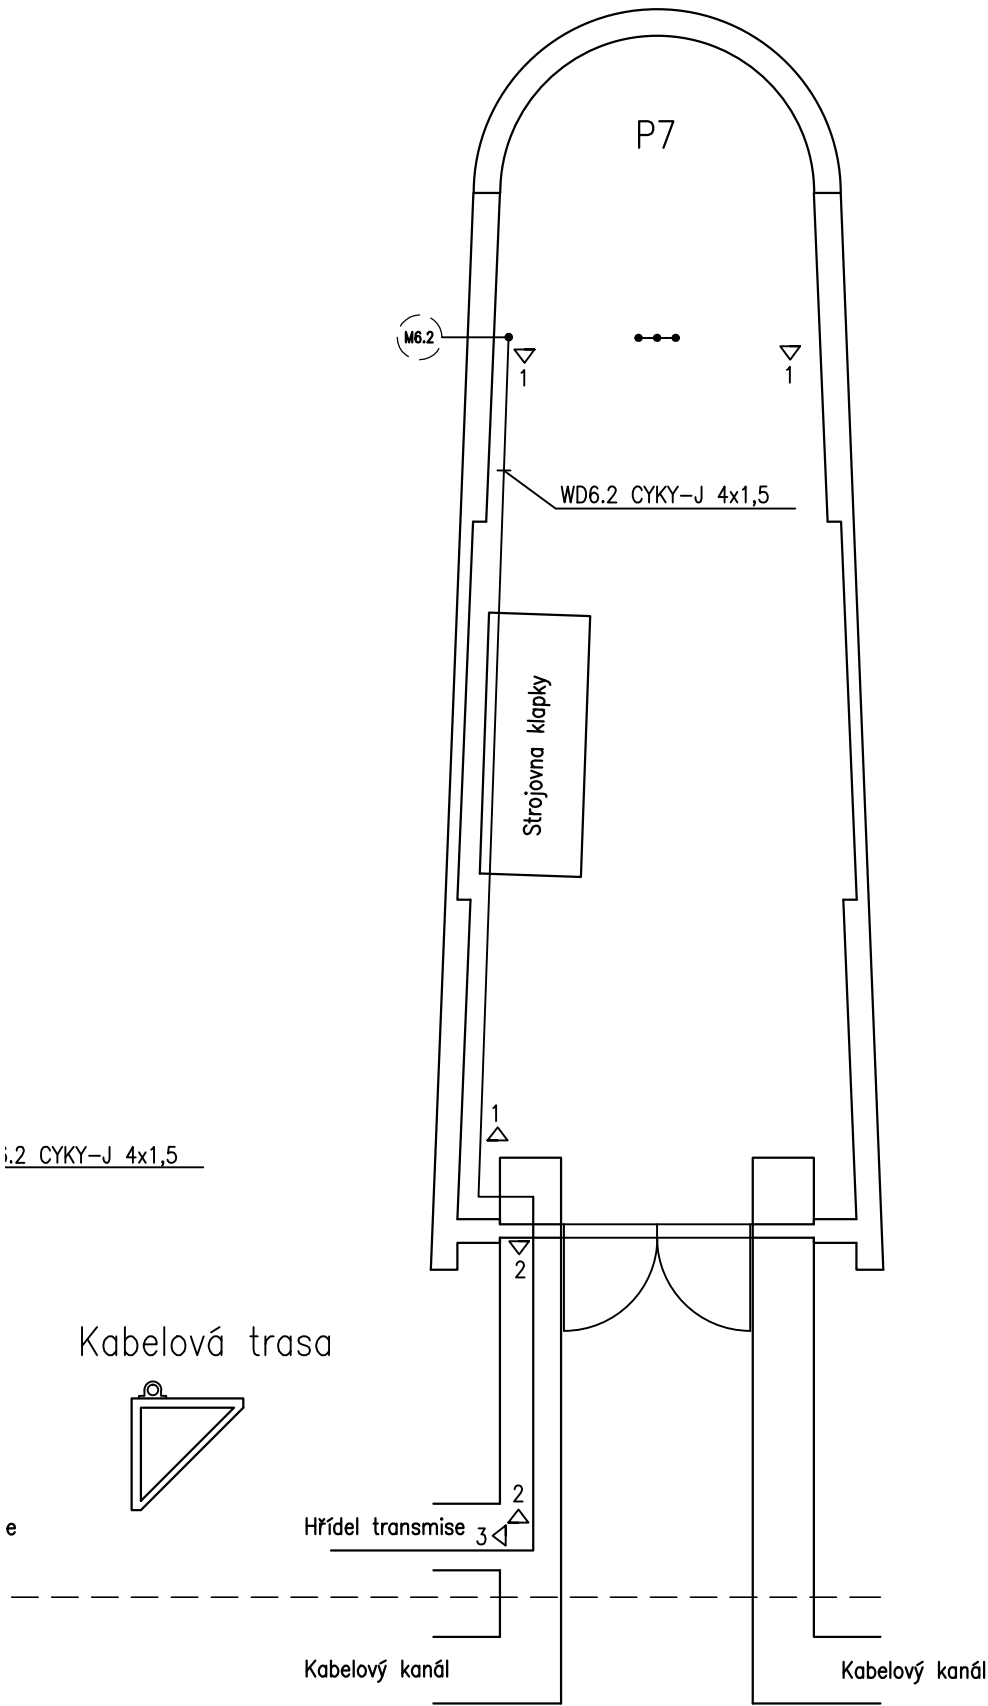 P7
M6.2
1
1
WD6.2 CYKY-J 4x1,5
Strojovna klapky
1
.2 CYKY-J 4x1,5
2
Kabelová trasa
2
e
Hřídel transmise
3
Kabelový kanál
Kabelový kanál